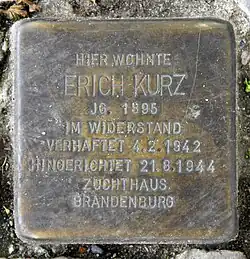 HIER WOHNTE
ERICH KURZ
JG. 1895
IM WIDERSTAND
VERHAFTET 4.2.1942
HINGERICHTET 21.8.1944
ZUCHTHAUS
BRANDENBURG